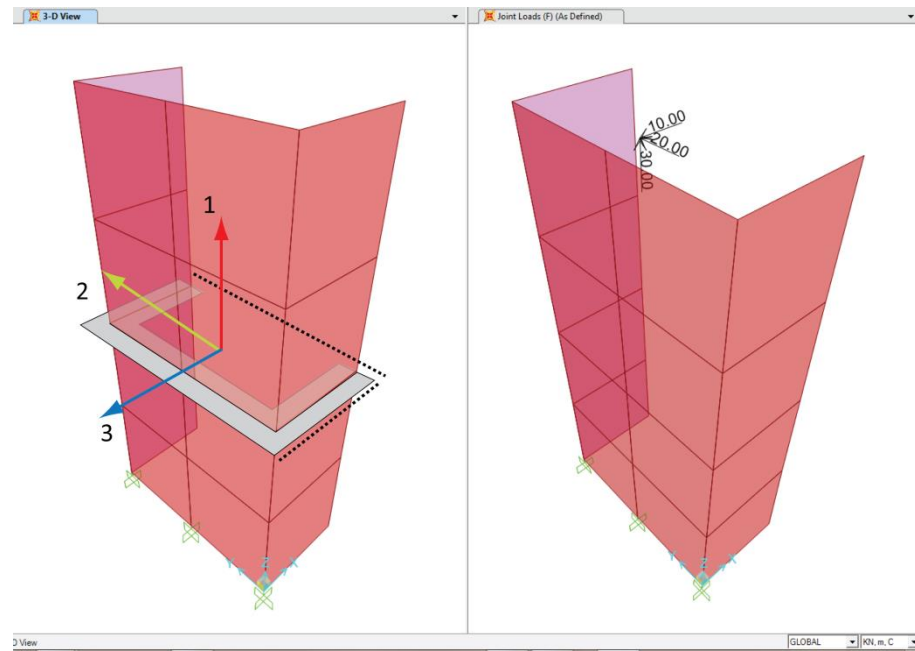 3-D View
Joint Loads (F) (As Defined)
10.00
20.00
30.00
1
2
3
Y
Z
X
Y
Z
X
D View
GLOBAL
KN, m, C